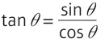 tan θ = sin θ / cos θ